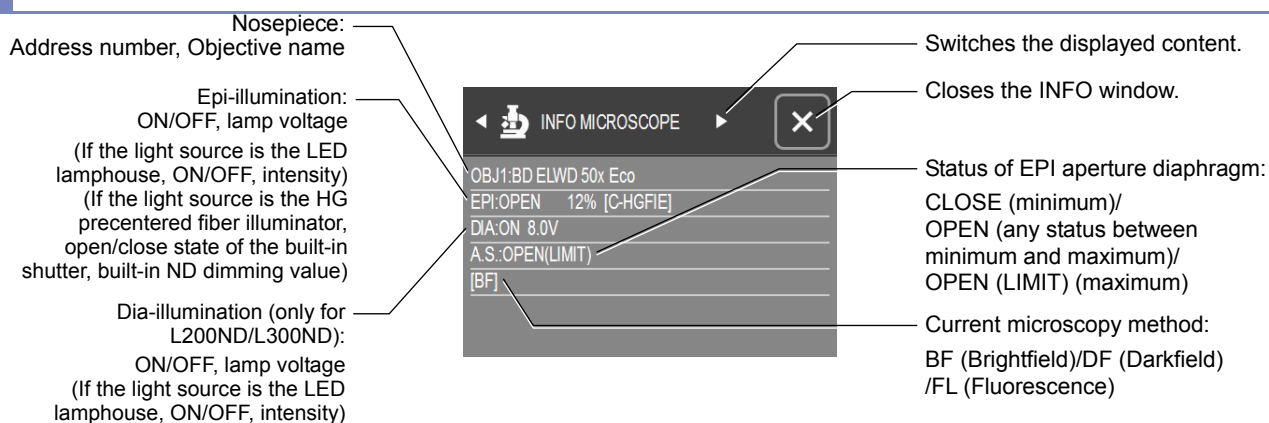 Nosepiece:
Address number, Objective name
Epi-illumination:
ON/OFF, lamp voltage
(If the light source is the LED
lamphouse, ON/OFF, intensity)
(If the light source is the HG
precentered fiber illuminator,
open/close state of the built-in
shutter, built-in ND dimming value)
Dia-illumination (only for
L200ND/L300ND):
ON/OFF, lamp voltage
(If the light source is the LED
lamphouse, ON/OFF, intensity)
INFO MICROSCOPE
OBJ1:BD ELWD 50x Eco
EPI:OPEN 12% [C-HGFIE]
DIA:ON 8.0V
A.S.:OPEN(LIMIT)
[BF]
Switches the displayed content.
Closes the INFO window.
Status of EPI aperture diaphragm:
CLOSE (minimum)/
OPEN (any status between
minimum and maximum)/
OPEN (LIMIT) (maximum)
Current microscopy method:
BF (Brightfield)/DF (Darkfield)
/FL (Fluorescence)